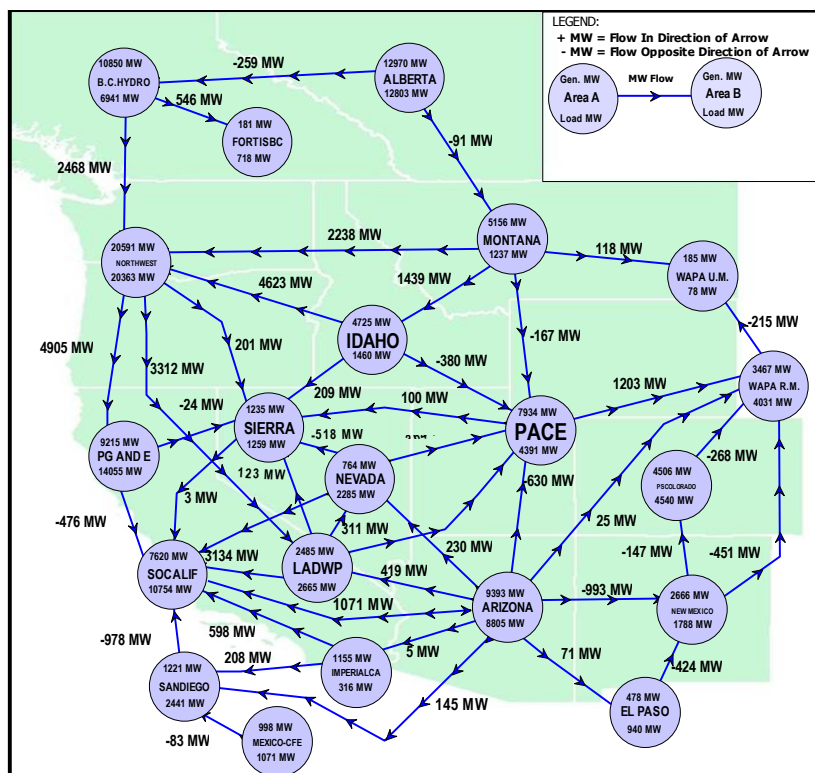 LEGEND:
+ MW = Flow In Direction of Arrow
- MW = Flow Opposite Direction of Arrow
Gen. MW
Area A
Load MW
MW Flow
Gen. MW
Area B
Load MW
10850 MW
B.C.HYDRO
6941 MW
-259 MW
12970 MW
ALBERTA
12803 MW
546 MW
181 MW
FORTISBC
718 MW
-91 MW
2468 MW
20591 MW
NORTHWEST
20363 MW
2238 MW
5156 MW
MONTANA
1237 MW
118 MW
185 MW
WAPA U.M.
78 MW
4623 MW
1439 MW
-215 MW
4725 MW
IDAHO
1460 MW
-167 MW
4905 MW
3312 MW
201 MW
-380 MW
3467 MW
WAPA R.M.
4031 MW
-24 MW
209 MW
100 MW
1203 MW
1235 MW
SIERRA
1259 MW
7934 MW
PACE
4391 MW
9215 MW
PG AND E
14055 MW
-518 MW
-268 MW
764 MW
NEVADA
2285 MW
123 MW
-630 MW
4506 MW
PSCOLORADO
4540 MW
3 MW
-476 MW
311 MW
25 MW
7620 MW
SOCALIF
10754 MW
3134 MW
2485 MW
LADWP
2665 MW
230 MW
419 MW
-147 MW
-451 MW
1071 MW
9393 MW
ARIZONA
8805 MW
-993 MW
2666 MW
NEW MEXICO
1788 MW
-978 MW
598 MW
208 MW
5 MW
71 MW
1155 MW
IMPERIALCA
316 MW
-424 MW
1221 MW
SANDIEGO
2441 MW
145 MW
478 MW
EL PASO
940 MW
-83 MW
998 MW
MEXICO-CFE
1071 MW